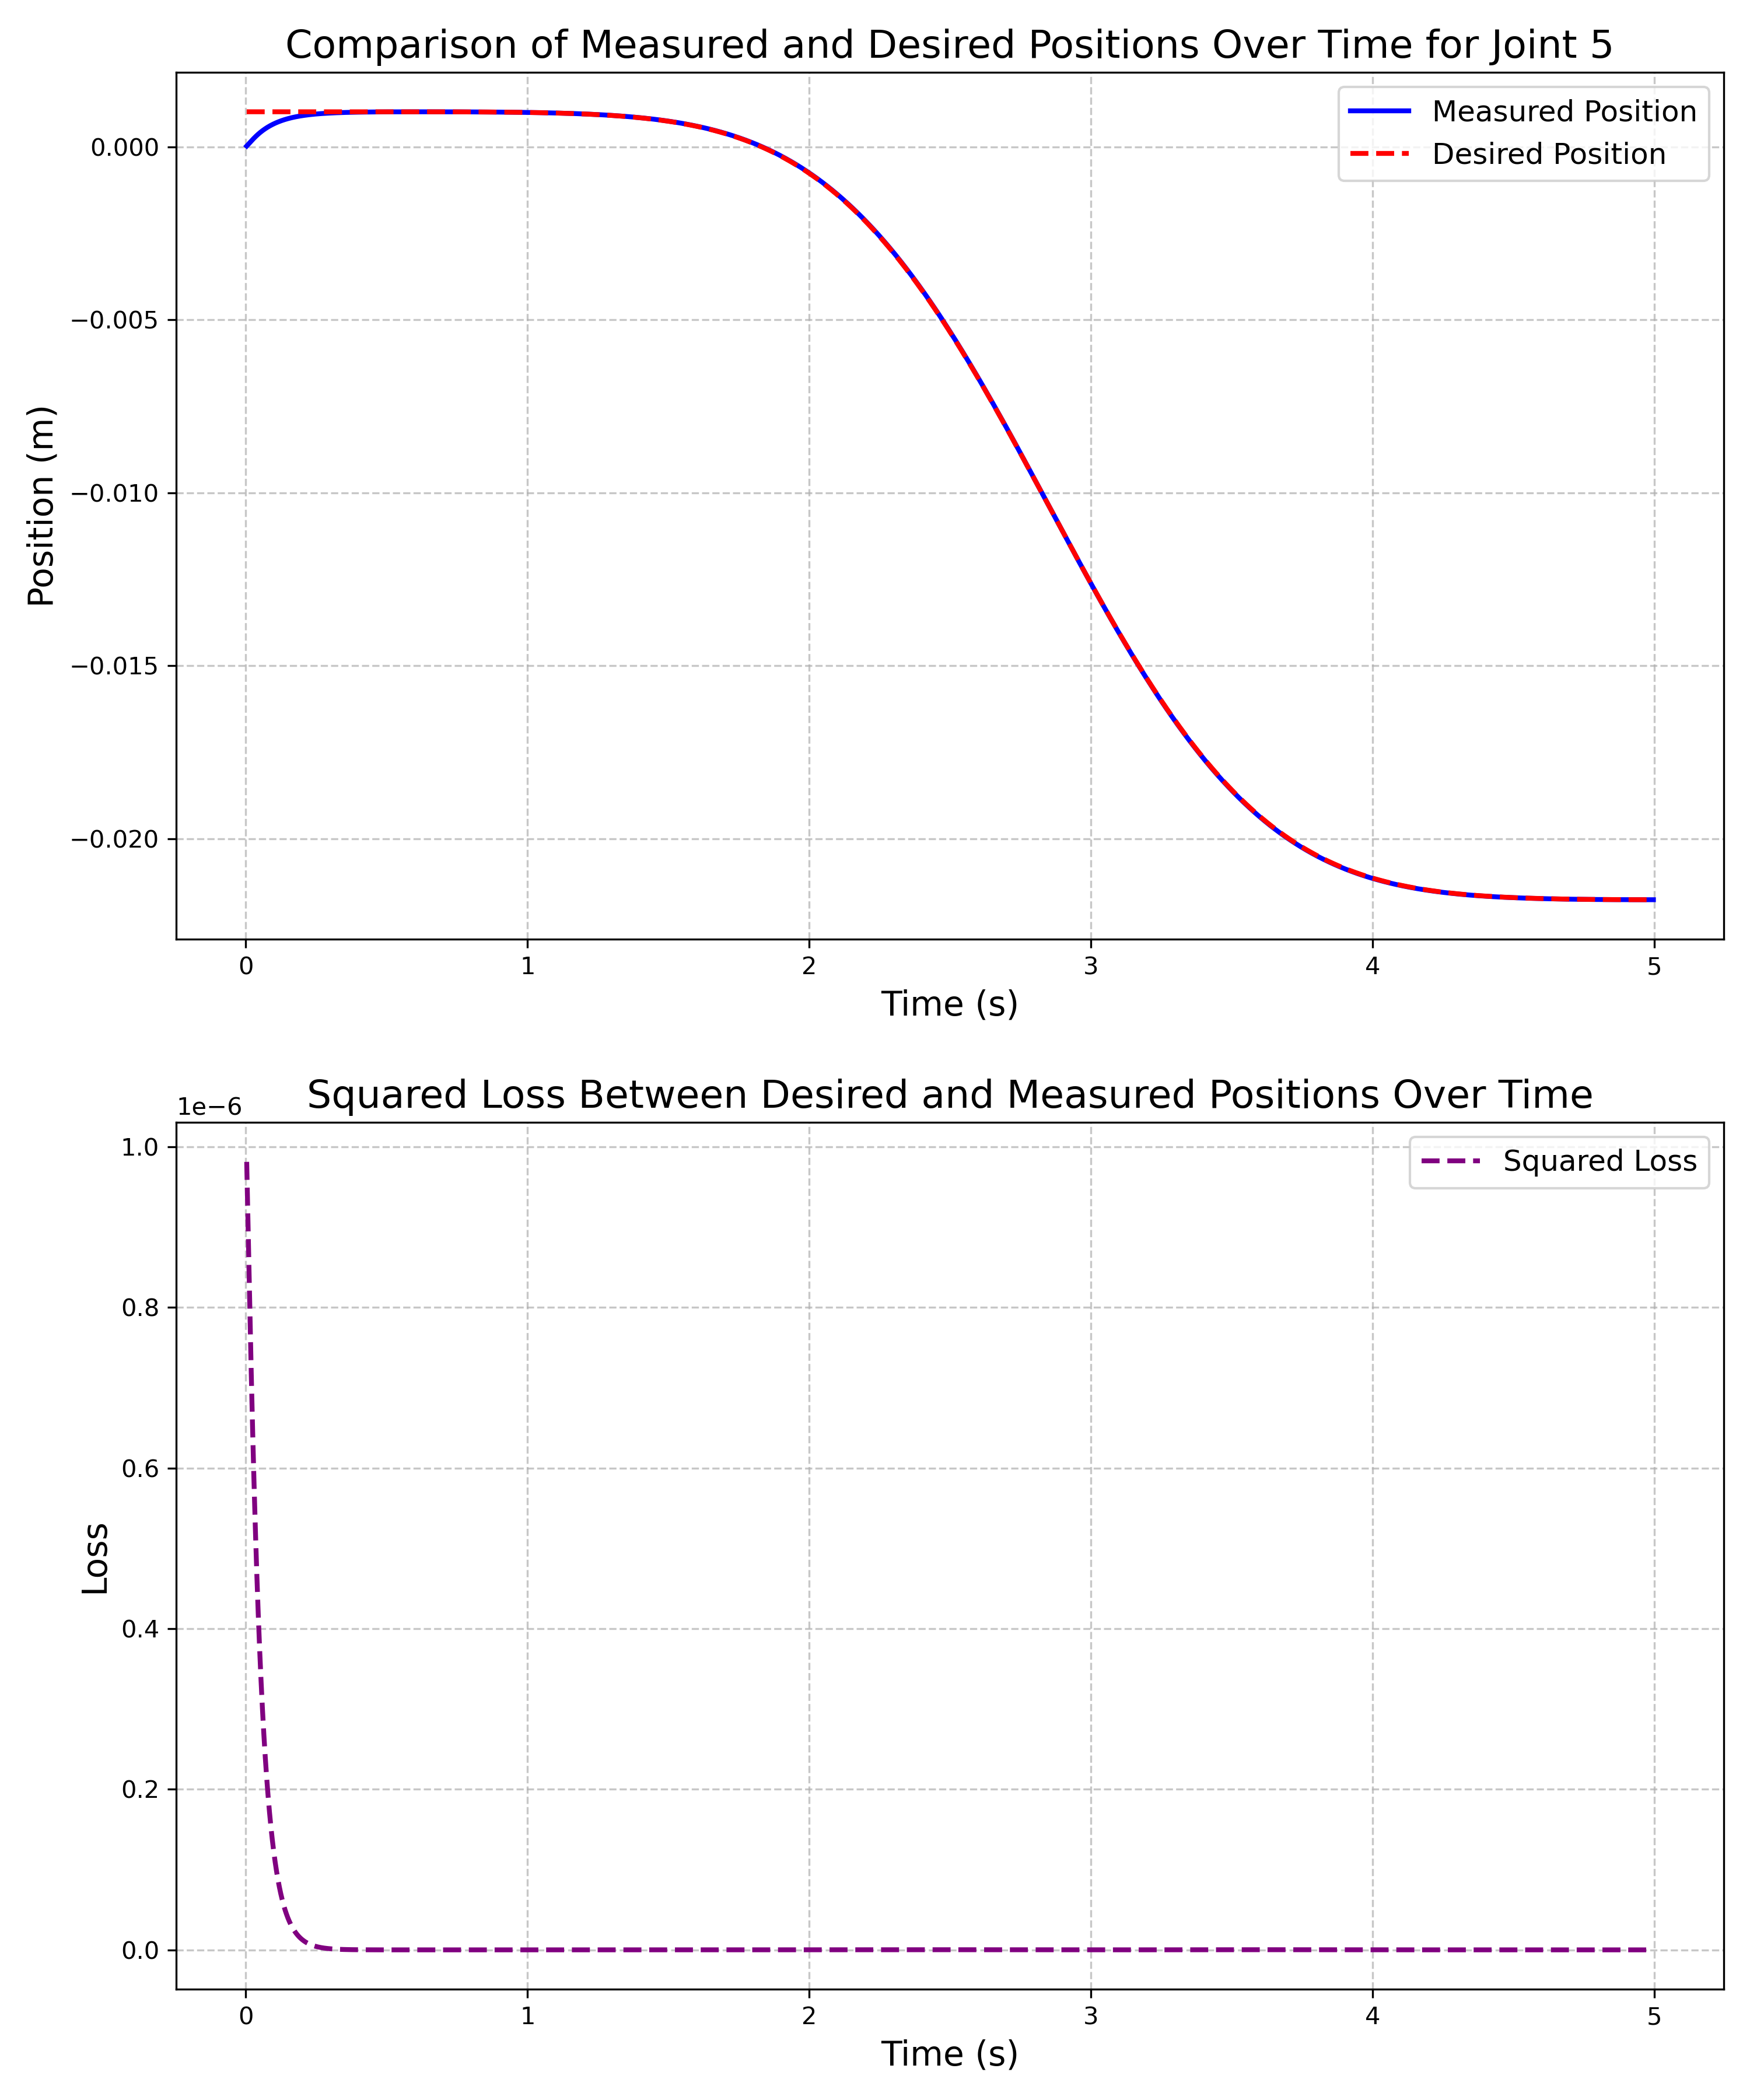 Comparison of Measured and Desired Positions Over Time for Joint 5
Measured Position
Desired Position
Position (m)
0.000
−0.005
−0.010
−0.015
−0.020
0 1 2 3 4 5
Time (s)
Squared Loss Between Desired and Measured Positions Over Time
1e−6
Squared Loss
Loss
1.0
0.8
0.6
0.4
0.2
0.0
0 1 2 3 4 5
Time (s)